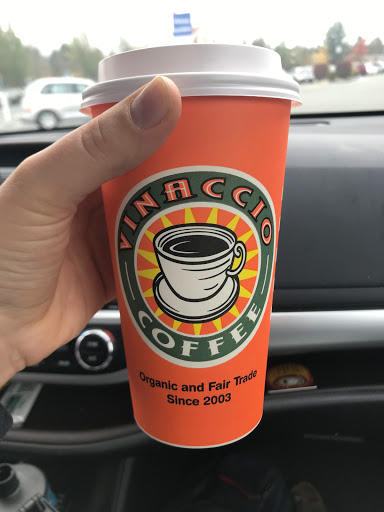 VINACCIO
COFFEE
Organic and Fair Trade
Since 2003